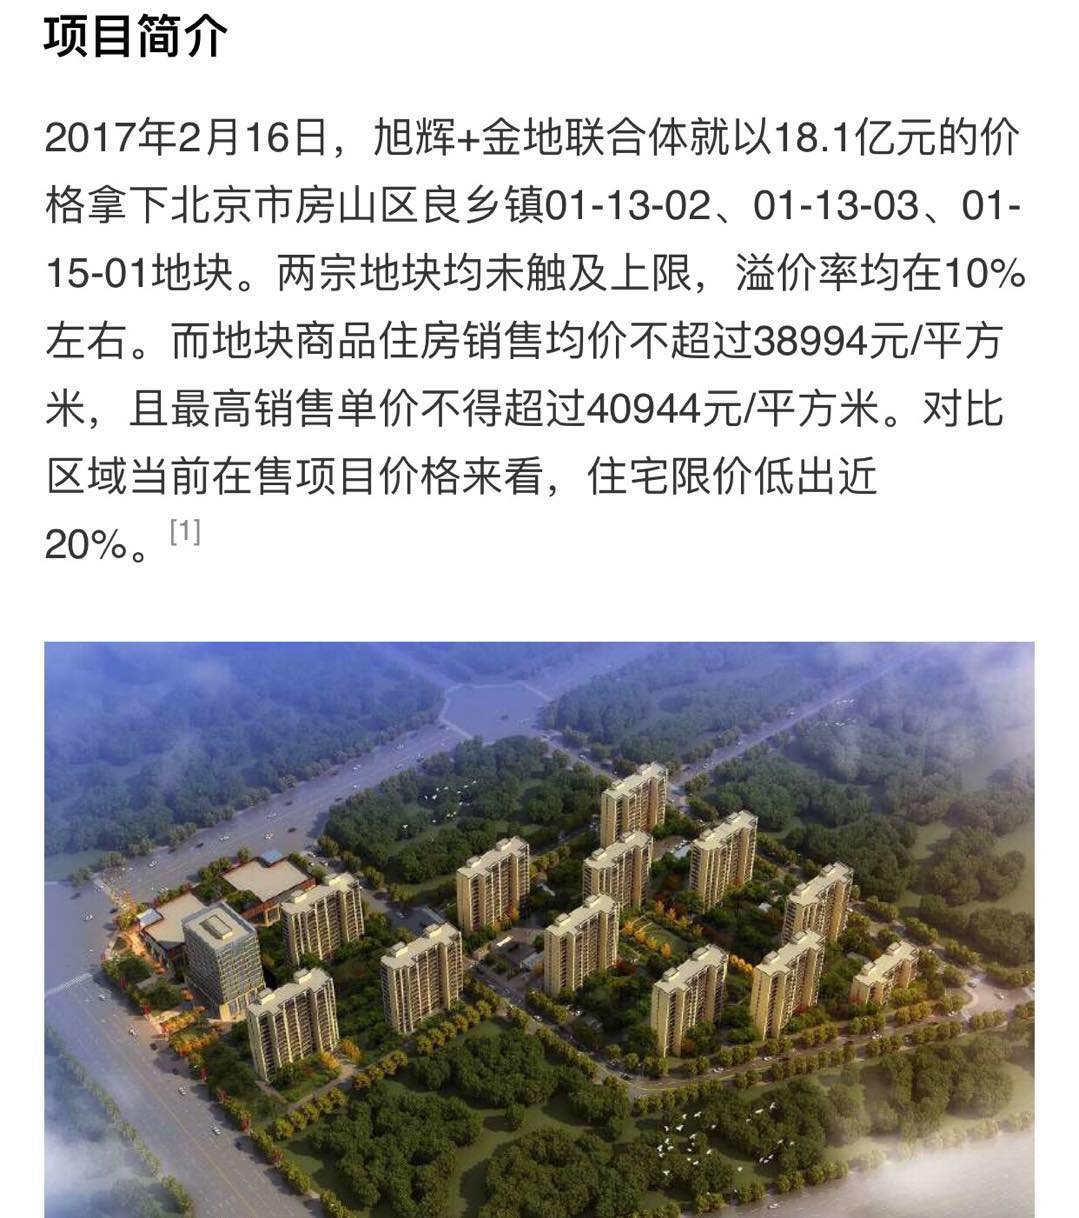 项目简介
2017年2月16日，旭辉+金地联合体就以18.1亿元的价
格拿下北京市房山区良乡镇01-13-02、01-13-03、01-
15-01地块。两宗地块均未触及上限，溢价率均在10%
左右。而地块商品住房销售均价不超过38994元/平方
米，且最高销售单价不得超过40944元/平方米。对比
区域当前在售项目价格来看，住宅限价低出近
20%。[1]